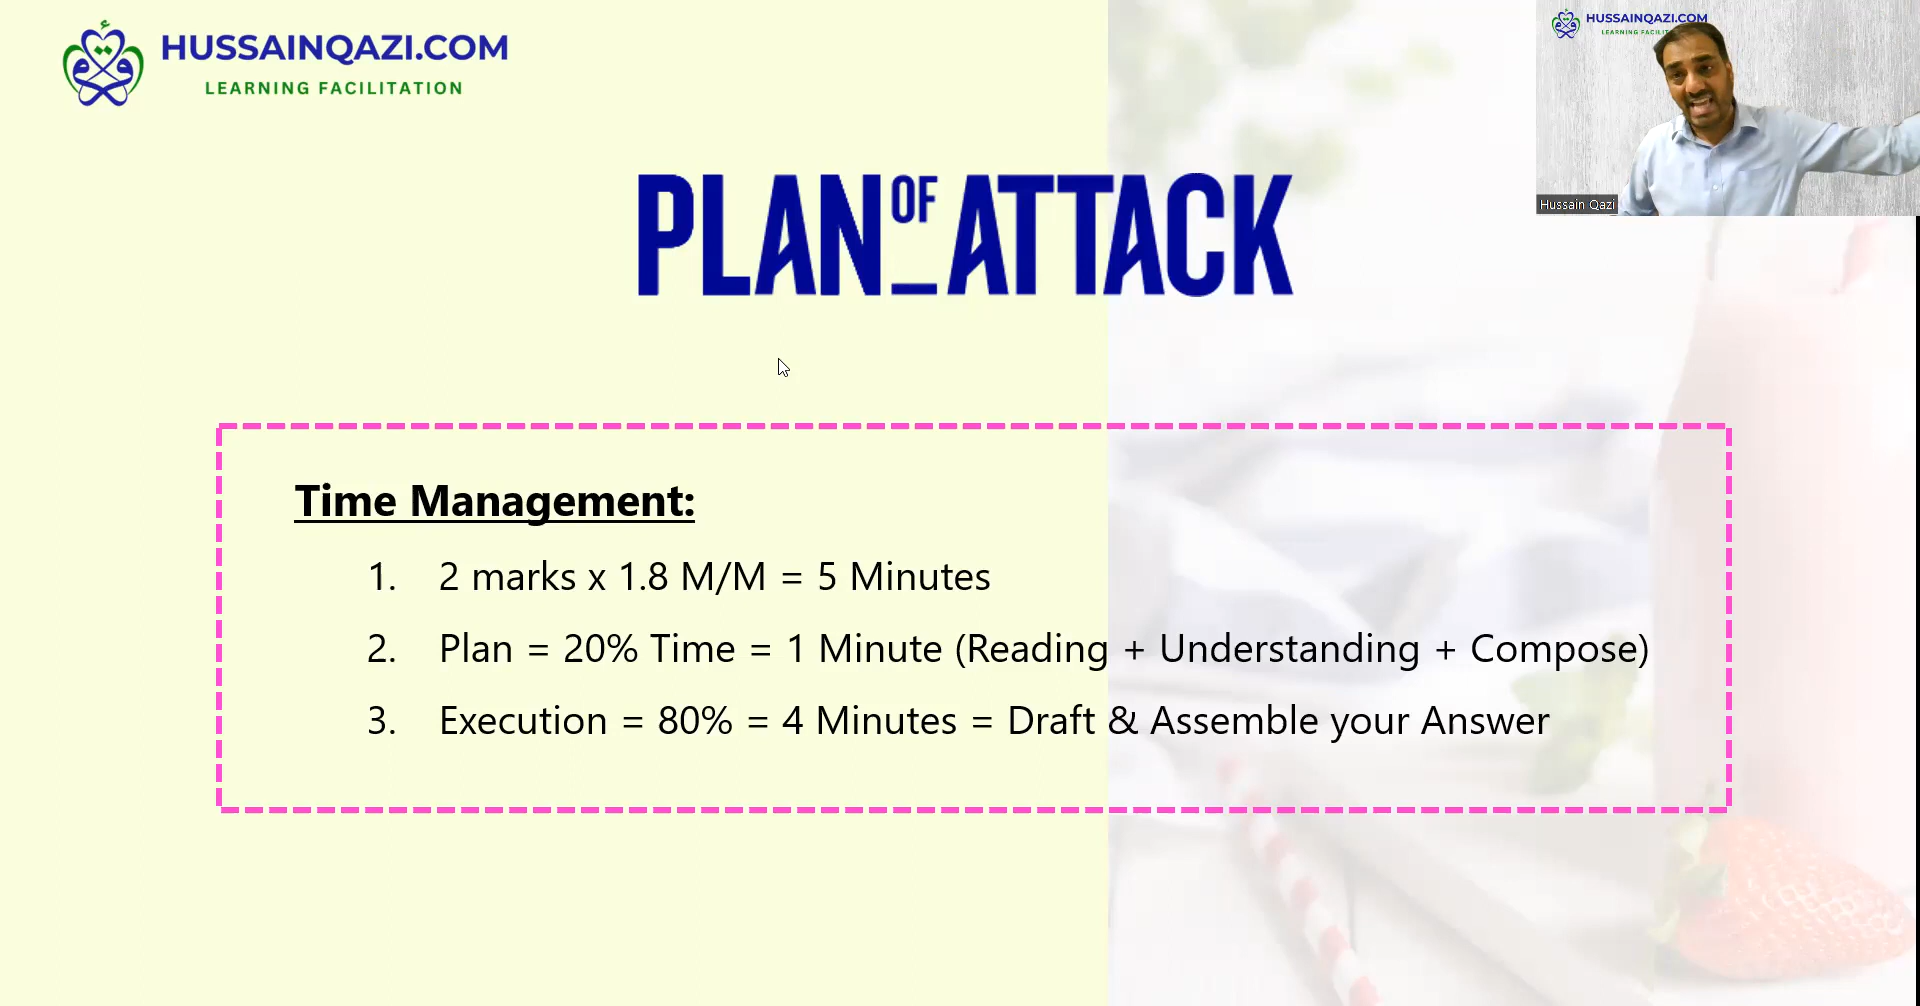 HUSSAINQAZI.COM
LEARNING FACILITATION
HUSSAINQAZI.COM
Hussain Qazi
PLAN OF ATTACK
Time Management:
1. 2 marks x 1.8 M/M = 5 Minutes
2. Plan = 20% Time = 1 Minute (Reading + Understanding + Compose)
3. Execution = 80% = 4 Minutes = Draft & Assemble your Answer